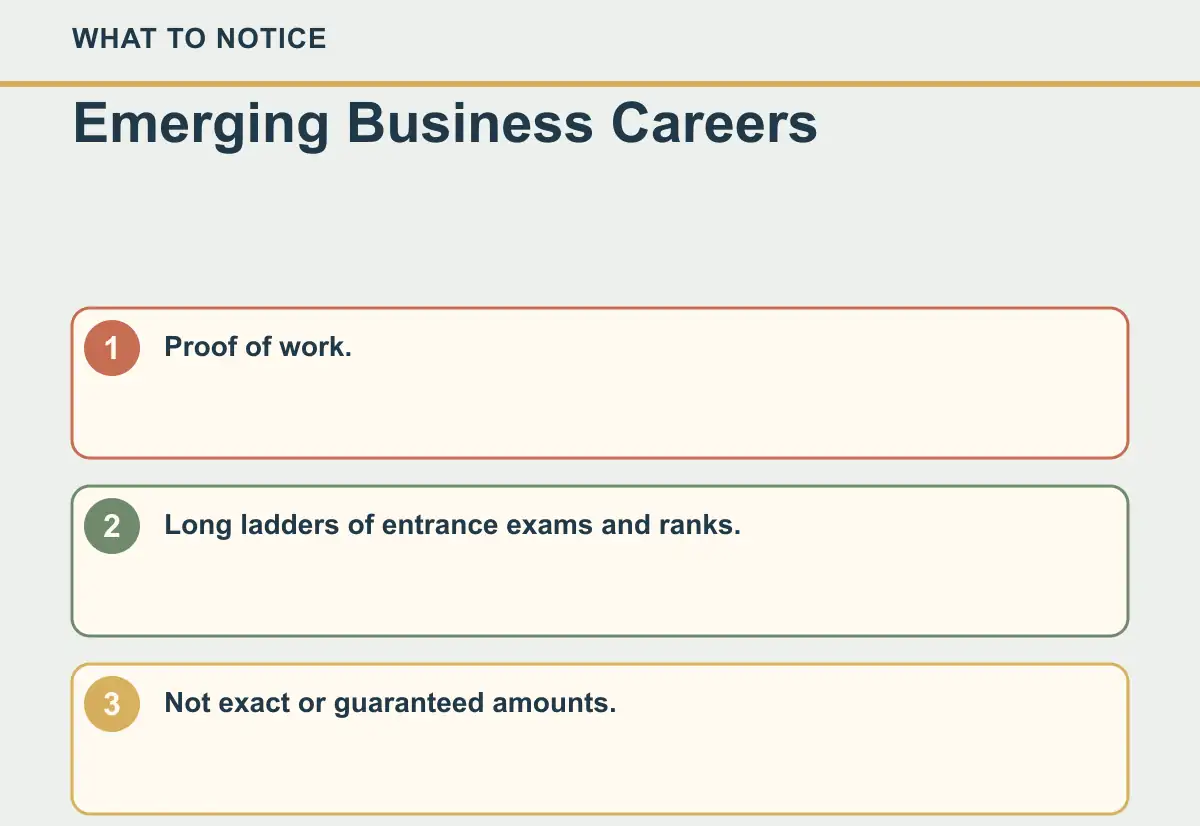 WHAT TO NOTICE
Emerging Business Careers
1 Proof of work.
2 Long ladders of entrance exams and ranks.
3 Not exact or guaranteed amounts.